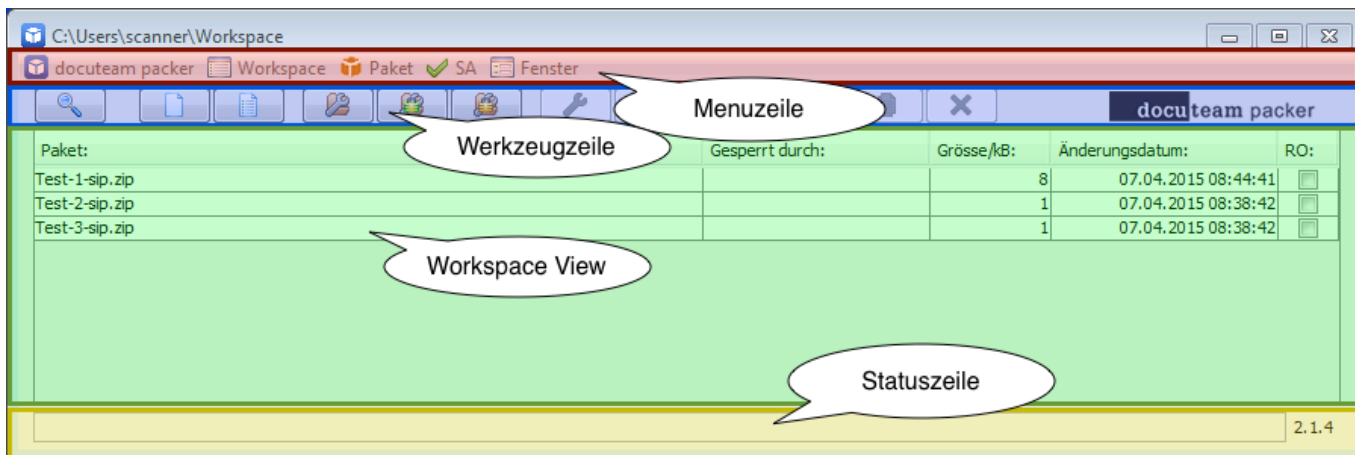 C:\Users\scanner\Workspace
docuteam packer Workspace Paket SA Fenster
Menuzeile
docuteam packer
Werkzeugzeile
Paket: Gesperrt durch: Grösse/kB: Änderungsdatum: RO:
Test-1-sip.zip 8 07.04.2015 08:44:41
Test-2-sip.zip 1 07.04.2015 08:38:42
Test-3-sip.zip 1 07.04.2015 08:38:42
Workspace View
Statuszeile
2.1.4